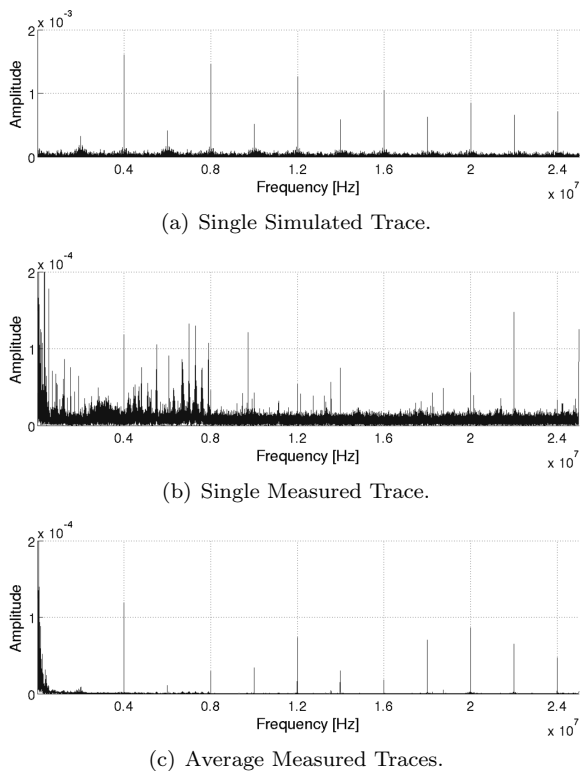 x 10^-3
2
1
0
Amplitude
0.4 0.8 1.2 1.6 2 2.4
Frequency [Hz]
x 10^7
(a) Single Simulated Trace.
x 10^-4
2
1
0
Amplitude
0.4 0.8 1.2 1.6 2 2.4
Frequency [Hz]
x 10^7
(b) Single Measured Trace.
x 10^-4
2
1
0
Amplitude
0.4 0.8 1.2 1.6 2 2.4
Frequency [Hz]
x 10^7
(c) Average Measured Traces.